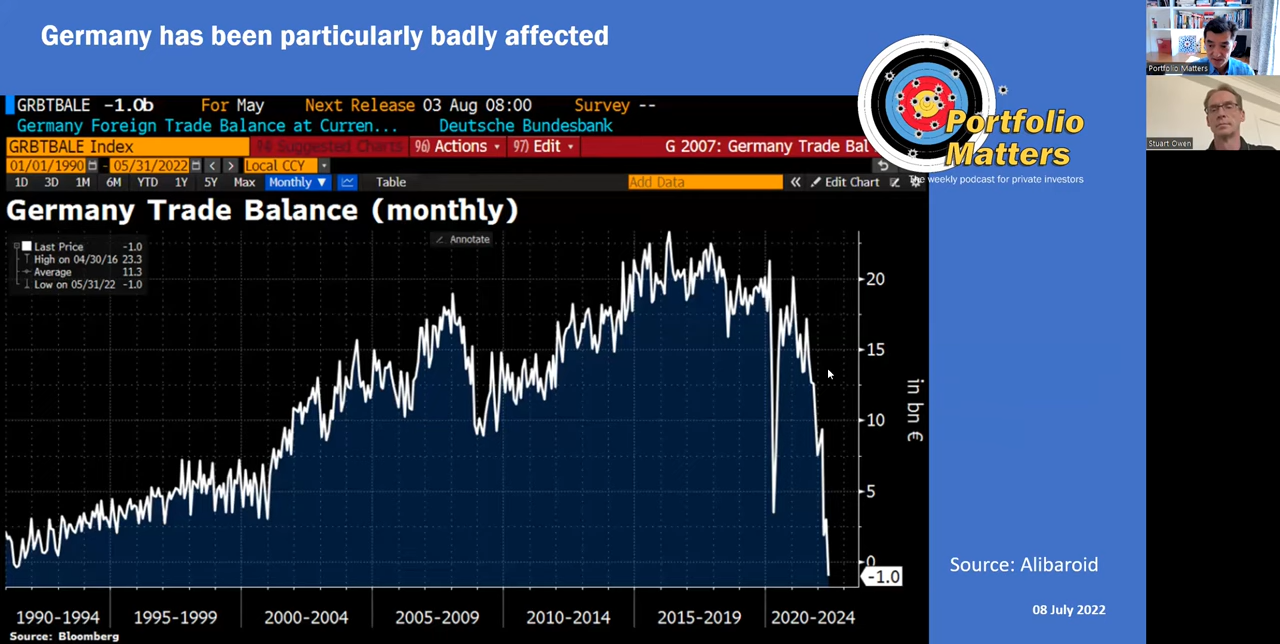 Germany has been particularly badly affected
Portfolio Matters
Stuart Owen
GRBTBALE -1.0b For May Next Release 03 Aug 08:00 Survey --
Germany Foreign Trade Balance at Curren... Deutsche Bundesbank
GRBTBALE Index 94) Suggested Charts 96) Actions 97) Edit G 2007: Germany Trade Bal
01/01/1990 - 05/31/2022 Local CCY
1D 3D 1M 6M YTD 1Y 5Y Max Monthly ▼ Table Add Data « Edit Chart
Portfolio
Matters
The weekly podcast for private investors
Germany Trade Balance (monthly)
Annotate
Last Price -1.0
High on 04/30/16 23.3
Average 11.3
Low on 05/31/22 -1.0
20
15
10
5
0
-1.0
in bn €
1990-1994 1995-1999 2000-2004 2005-2009 2010-2014 2015-2019 2020-2024
Source: Bloomberg
Source: Alibaroid
08 July 2022